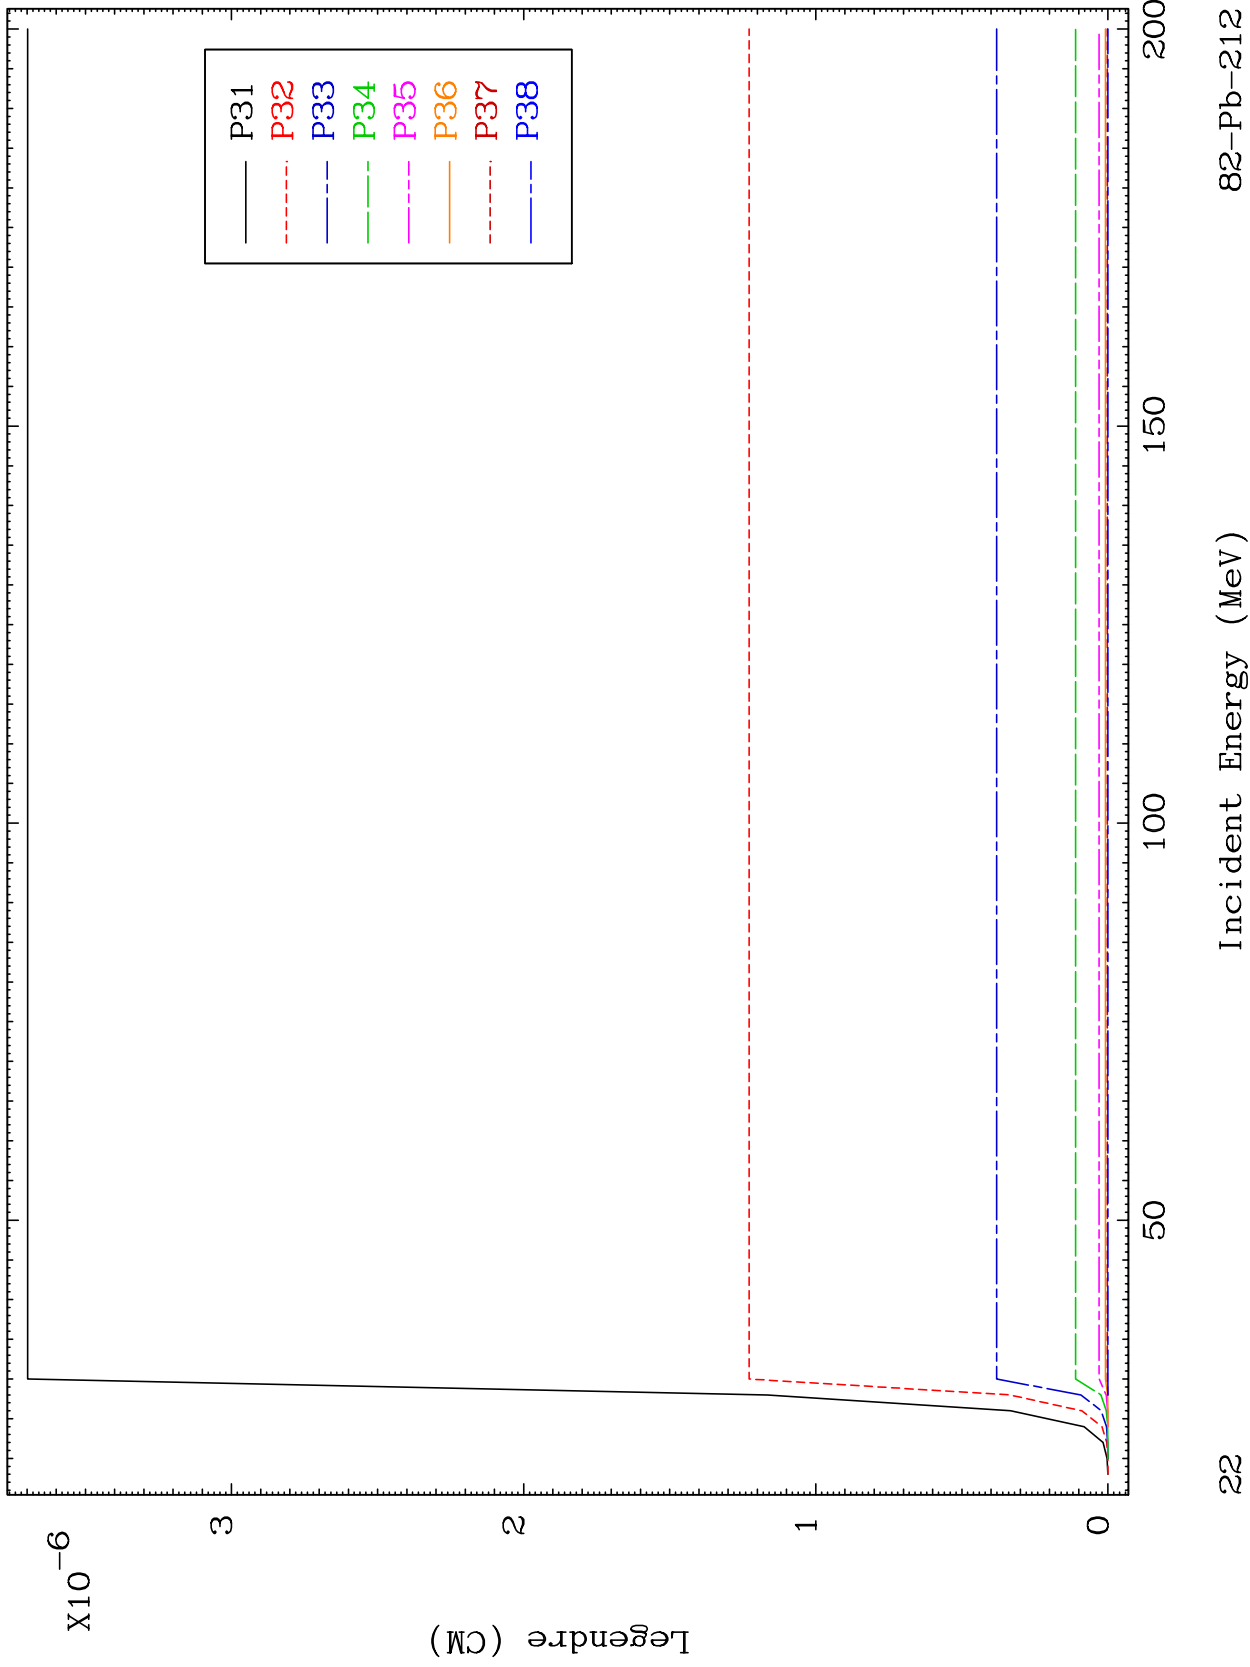 X10-6
3
2
1
0
Legendre (CM)
P31
P32
P33
P34
P35
P36
P37
P38
50
100
150
200
22
Incident Energy (MeV)
82-Pb-212